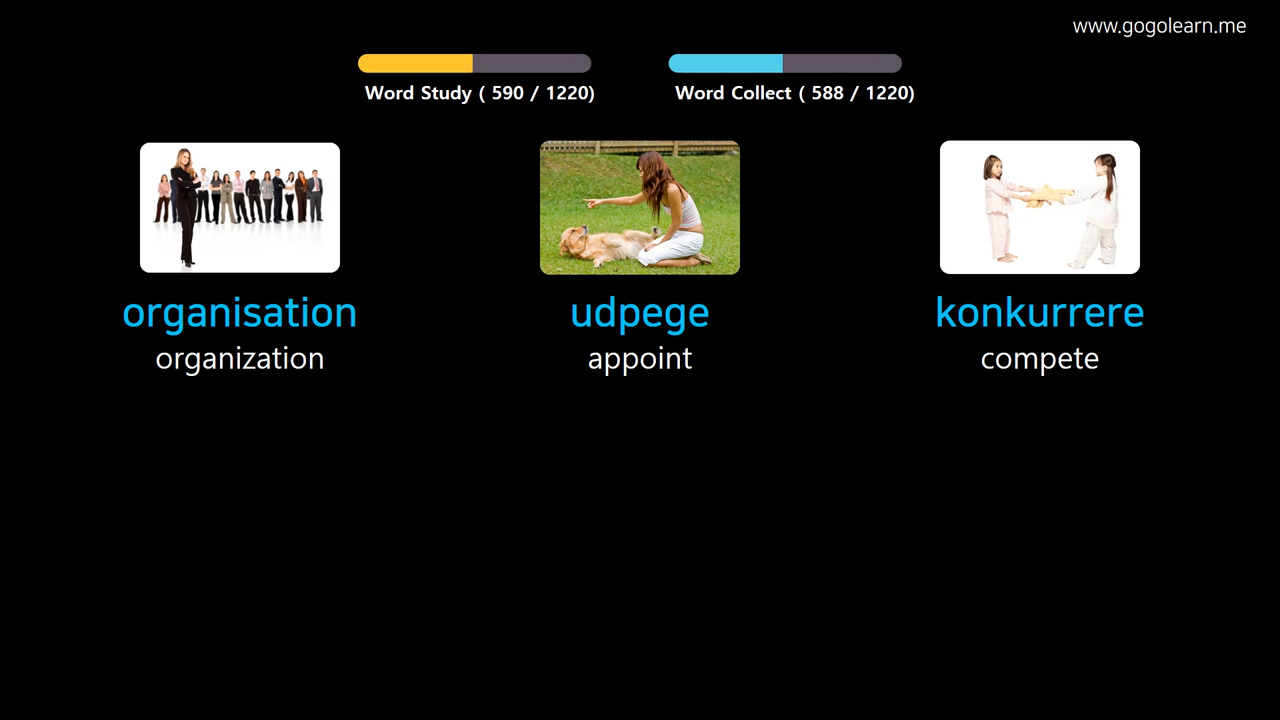 www.gogolearn.me
Word Study ( 590 / 1220)
Word Collect ( 588 / 1220)
organisation
organization
udpege
appoint
konkurrere
compete